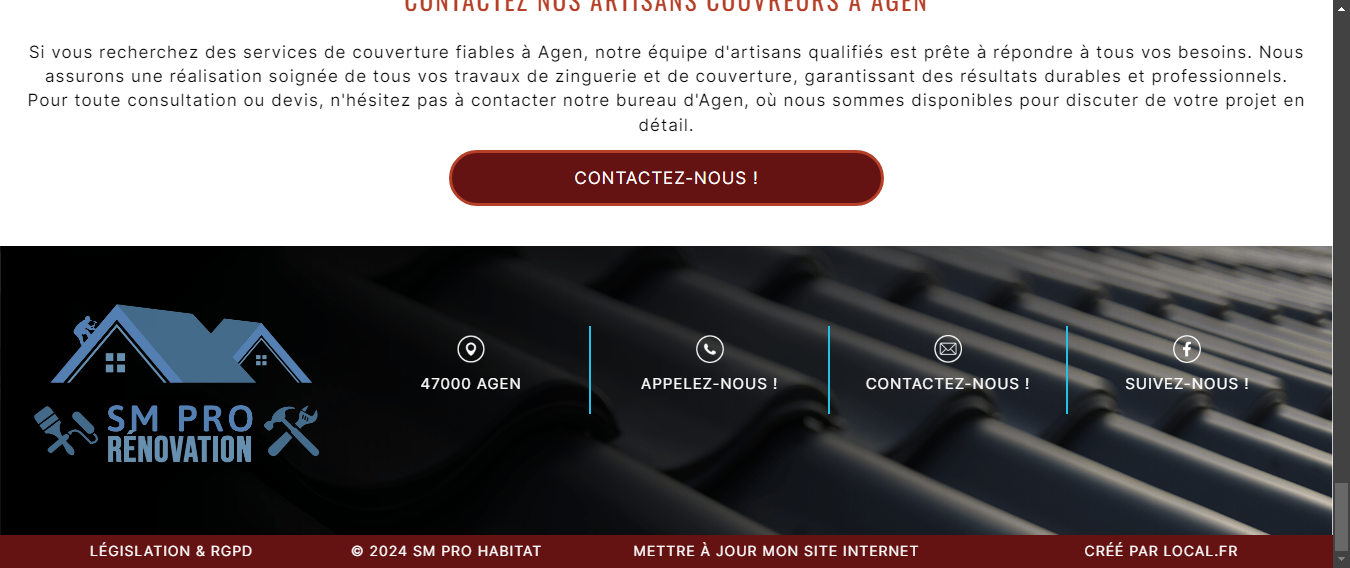 CONTACTEZ NOS ARTISANS COUVREURS À AGEN
Si vous recherchez des services de couverture fiables à Agen, notre équipe d'artisans qualifiés est prête à répondre à tous vos besoins. Nous
assurons une réalisation soignée de tous vos travaux de zinguerie et de couverture, garantissant des résultats durables et professionnels.
Pour toute consultation ou devis, n'hésitez pas à contacter notre bureau d'Agen, où nous sommes disponibles pour discuter de votre projet en
détail.
CONTACTEZ-NOUS !
SM PRO
RÉNOVATION
47000 AGEN
APPELEZ-NOUS !
CONTACTEZ-NOUS !
SUIVEZ-NOUS !
LÉGISLATION & RGPD
© 2024 SM PRO HABITAT
METTRE À JOUR MON SITE INTERNET
CRÉÉ PAR LOCAL.FR